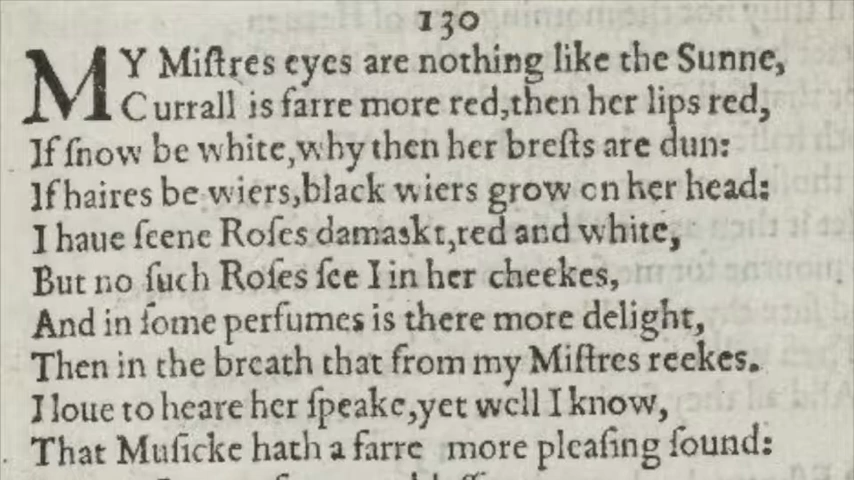 130
MY Miſtres eyes are nothing like the Sunne,
Currall is farre more red,then her lips red,
If ſnow be white,why then her breſts are dun:
If haires be wiers,black wiers grow on her head:
I haue ſeene Roſes damaskt,red and white,
But no ſuch Roſes ſee I in her cheekes,
And in ſome perfumes is there more delight,
Then in the breath that from my Miſtres reekes.
I loue to heare her ſpeake,yet well I know,
That Muſicke hath a farre more pleaſing ſound: